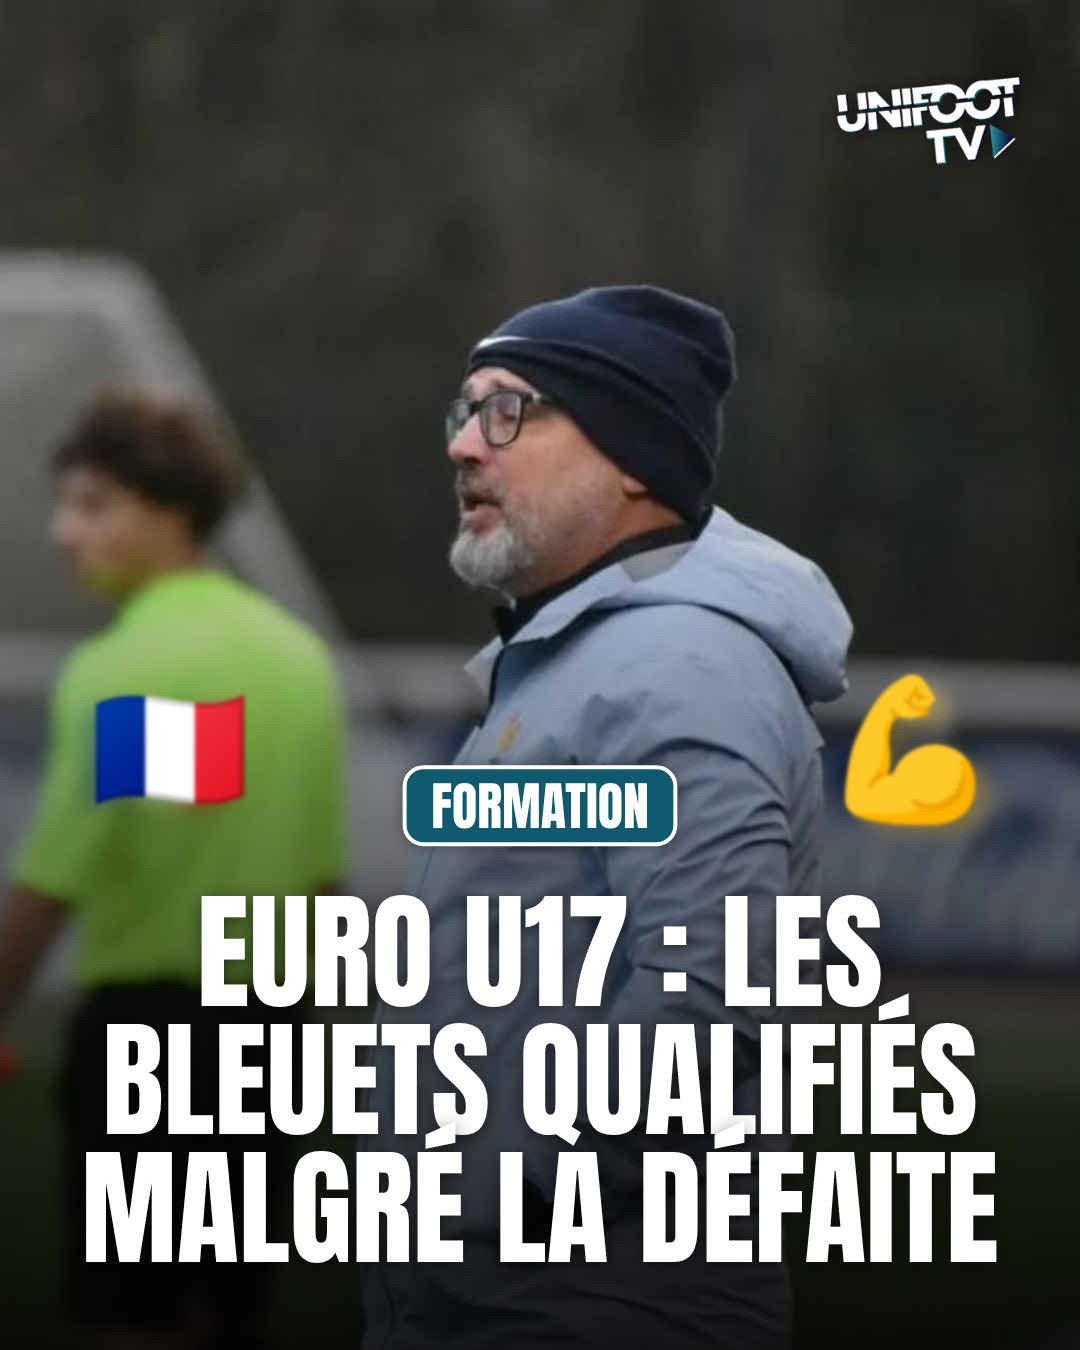 UNIFOOT
TV
FORMATION
EURO U17 : LES
BLEUETS QUALIFIÉS
MALGRÉ LA DÉFAITE